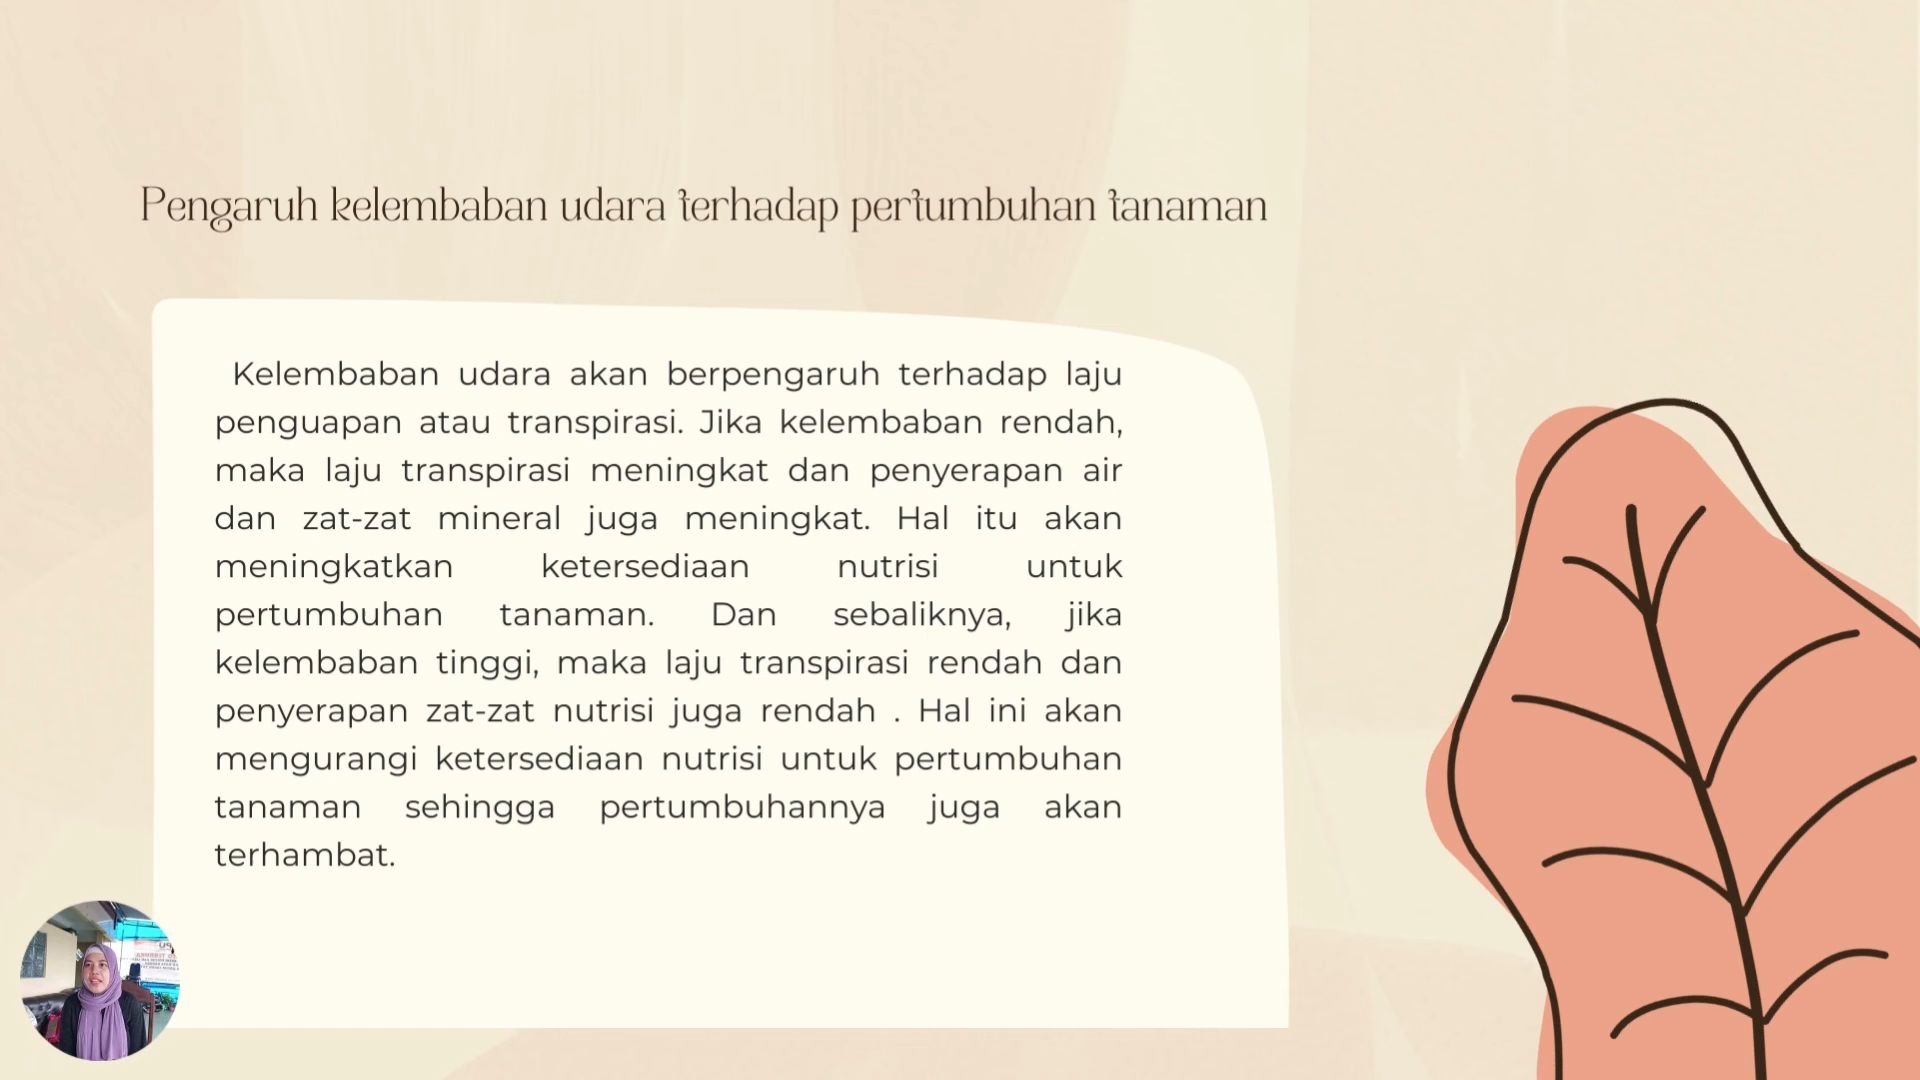 Pengaruh kelembaban udara terhadap pertumbuhan tanaman
Kelembaban udara akan berpengaruh terhadap laju
penguapan atau transpirasi. Jika kelembaban rendah,
maka laju transpirasi meningkat dan penyerapan air
dan zat-zat mineral juga meningkat. Hal itu akan
meningkatkan ketersediaan nutrisi untuk
pertumbuhan tanaman. Dan sebaliknya, jika
kelembaban tinggi, maka laju transpirasi rendah dan
penyerapan zat-zat nutrisi juga rendah . Hal ini akan
mengurangi ketersediaan nutrisi untuk pertumbuhan
tanaman sehingga pertumbuhannya juga akan
terhambat.